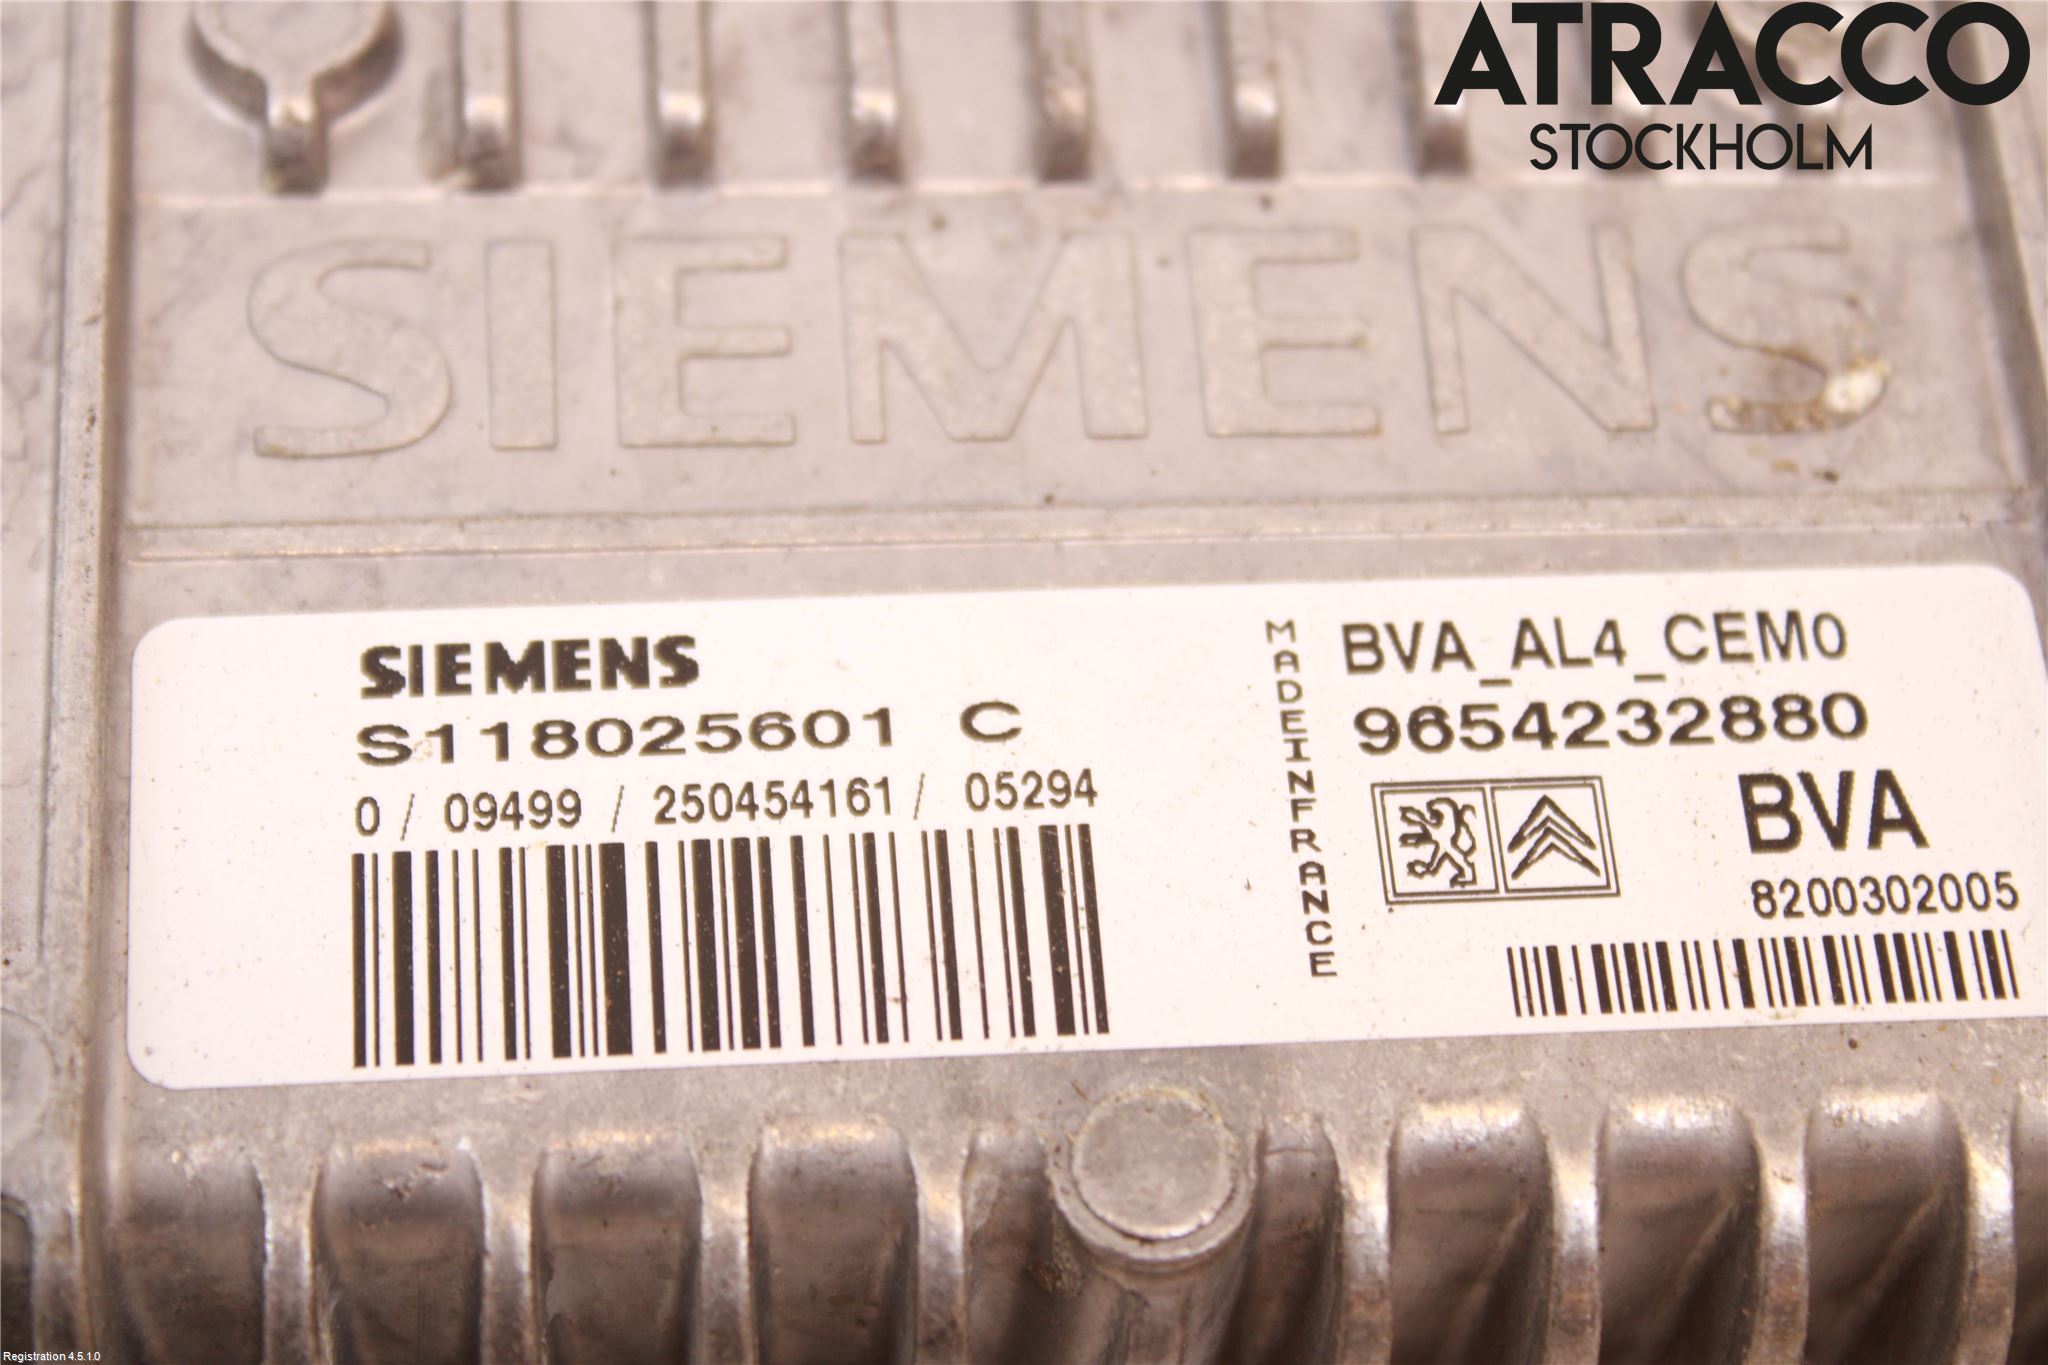 ATRACCO
STOCKHOLM
SIEMENS
SIEMENS
S118025601 C
0 / 09499 / 250454161 / 05294
MADEINFRANCE
BVA_AL4_CEM0
9654232880
BVA
8200302005
Registration 4.5.1.0